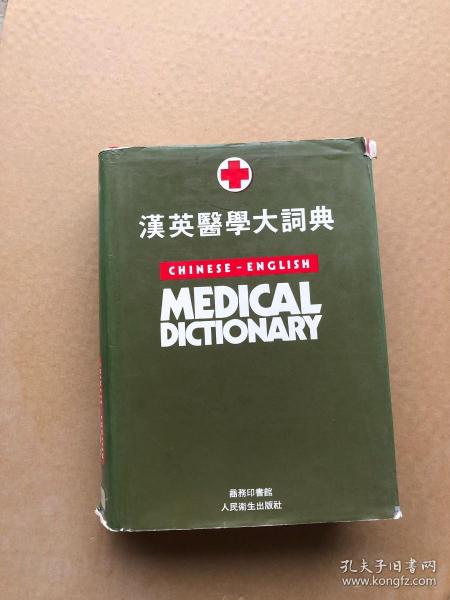 漢英醫學大詞典
CHINESE-ENGLISH
MEDICAL
DICTIONARY
商務印書館
人民衛生出版社
孔夫子旧书网
www.kongfz.com